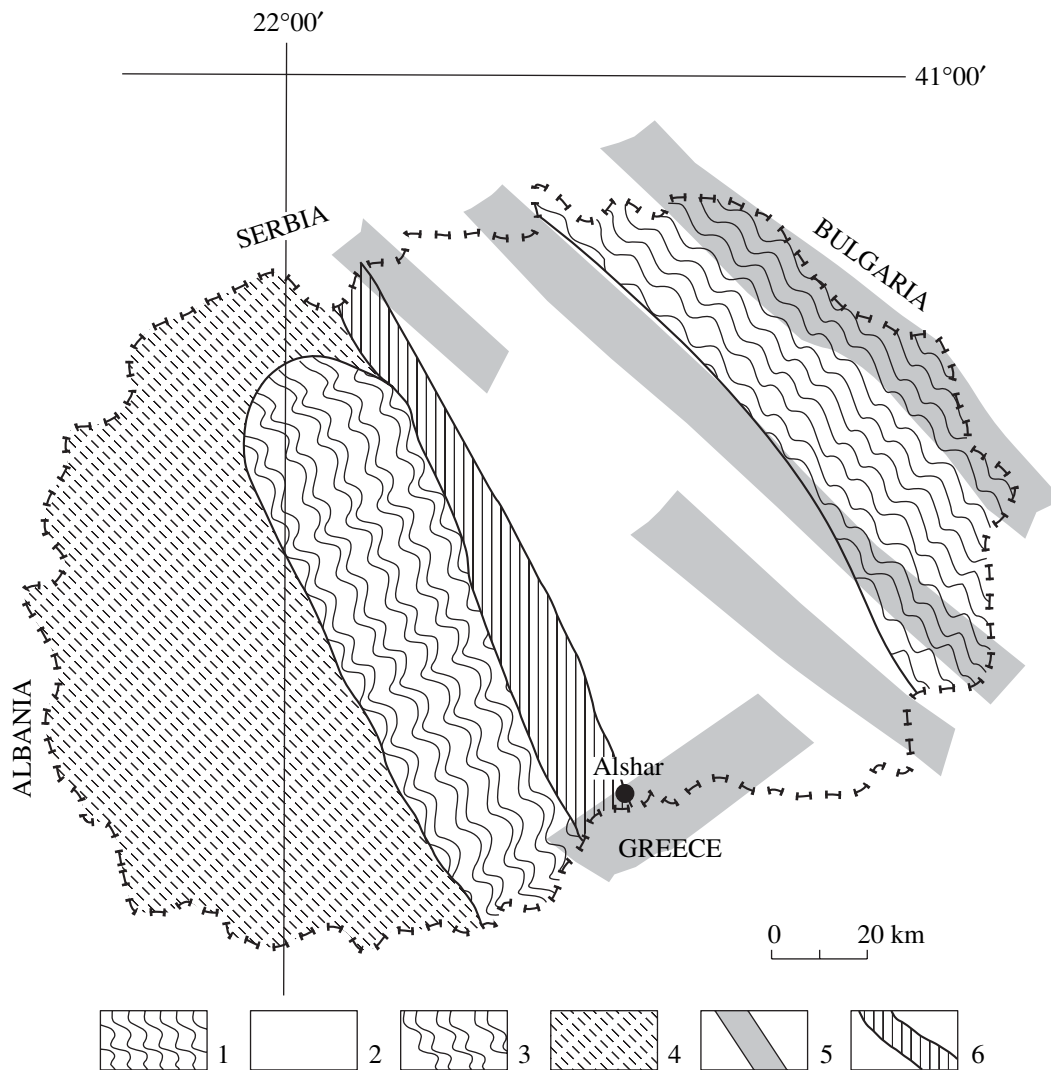 22°00′
41°00′
SERBIA
BULGARIA
ALBANIA
Alshar
GREECE
0 20 km
1 2 3 4 5 6